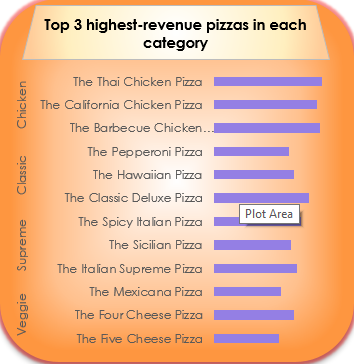 Top 3 highest-revenue pizzas in each
category
Chicken
The Thai Chicken Pizza
The California Chicken Pizza
The Barbecue Chicken...
Classic
The Pepperoni Pizza
The Hawaiian Pizza
The Classic Deluxe Pizza
Plot Area
Supreme
The Spicy Italian Pizza
The Sicilian Pizza
The Italian Supreme Pizza
Veggie
The Mexicana Pizza
The Four Cheese Pizza
The Five Cheese Pizza